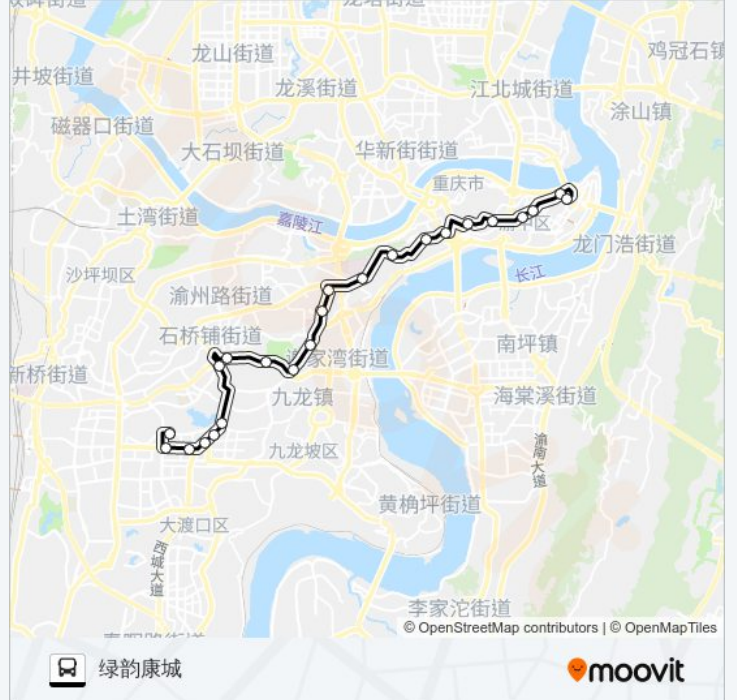 龙山街道
井坡街道
龙溪街道
鸡冠石镇
江北城街道
涂山镇
磁器口街道
大石坝街道
华新街街道
重庆市
土湾街道
嘉陵江
龙门浩街道
沙坪坝区
长江
渝州路街道
石桥铺街道
南坪镇
家湾街道
新桥街道
九龙镇
海棠溪街道
九龙坡区
渝南大道
黄桷坪街道
大渡口区
西城大道
李家沱街道
© OpenStreetMap contributors | © OpenMapTiles
绿韵康城
moovit